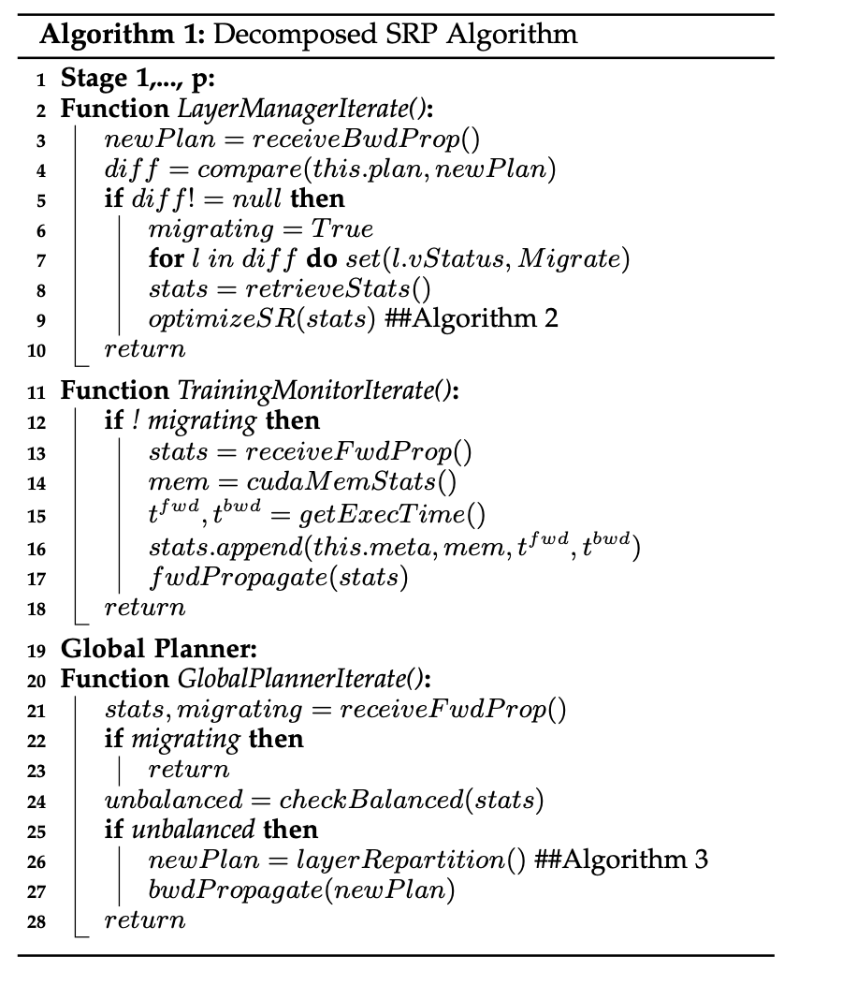 Algorithm 1: Decomposed SRP Algorithm
1 Stage 1,..., p:
2 Function LayerManagerIterate():
3 newPlan = receiveBwdProp()
4 diff = compare(this.plan, newPlan)
5 if diff! = null then
6 migrating = True
7 for l in diff do set(l.vStatus, Migrate)
8 stats = retrieveStats()
9 optimizeSR(stats) ##Algorithm 2
10 return
11 Function TrainingMonitorIterate():
12 if ! migrating then
13 stats = receiveFwdProp()
14 mem = cudaMemStats()
15 t^{fwd}, t^{bwd} = getExecTime()
16 stats.append(this.meta, mem, t^{fwd}, t^{bwd})
17 fwdPropagate(stats)
18 return
19 Global Planner:
20 Function GlobalPlannerIterate():
21 stats, migrating = receiveFwdProp()
22 if migrating then
23 return
24 unbalanced = checkBalanced(stats)
25 if unbalanced then
26 newPlan = layerRepartition() ##Algorithm 3
27 bwdPropagate(newPlan)
28 return